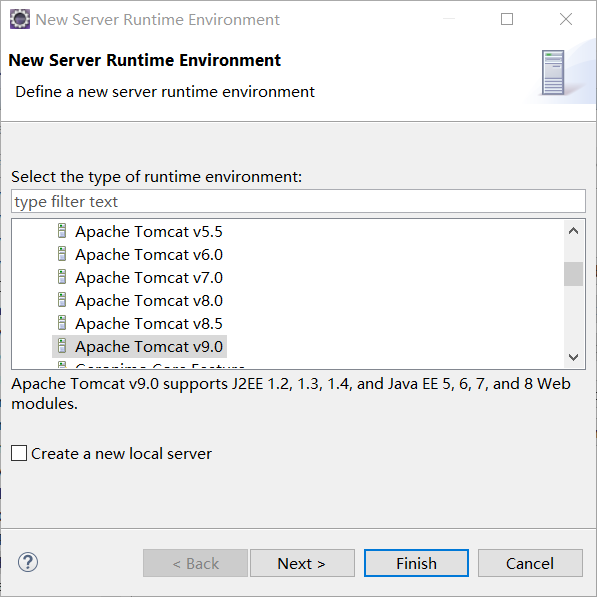 New Server Runtime Environment
New Server Runtime Environment
Define a new server runtime environment
Select the type of runtime environment:
type filter text
Apache Tomcat v5.5
Apache Tomcat v6.0
Apache Tomcat v7.0
Apache Tomcat v8.0
Apache Tomcat v8.5
Apache Tomcat v9.0
Geronimo Core Feature
Apache Tomcat v9.0 supports J2EE 1.2, 1.3, 1.4, and Java EE 5, 6, 7, and 8 Web
modules.
Create a new local server
?
< Back
Next >
Finish
Cancel